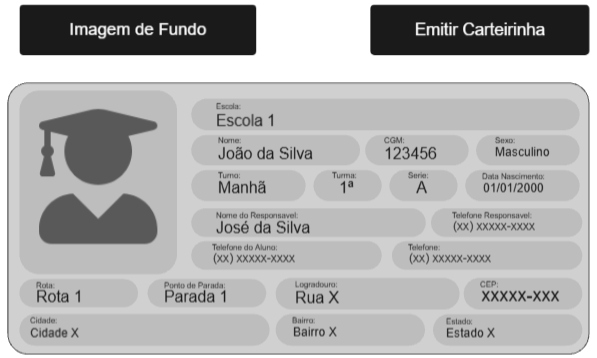 Imagem de Fundo
Emitir Carteirinha
Escola:
Escola 1
Nome:
João da Silva
CGM:
123456
Sexo:
Masculino
Turno:
Manhã
Turma:
1ª
Serie:
A
Data Nascimento:
01/01/2000
Nome do Responsavel:
José da Silva
Telefone Responsavel:
(xx) xxxxx-xxxx
Telefone do Aluno:
(xx) xxxxx-xxxx
Telefone:
(xx) xxxxx-xxxx
Rota:
Rota 1
Ponto de Parada:
Parada 1
Logradouro:
Rua X
CEP:
XXXXX-XXX
Cidade:
Cidade X
Bairro:
Bairro X
Estado:
Estado X